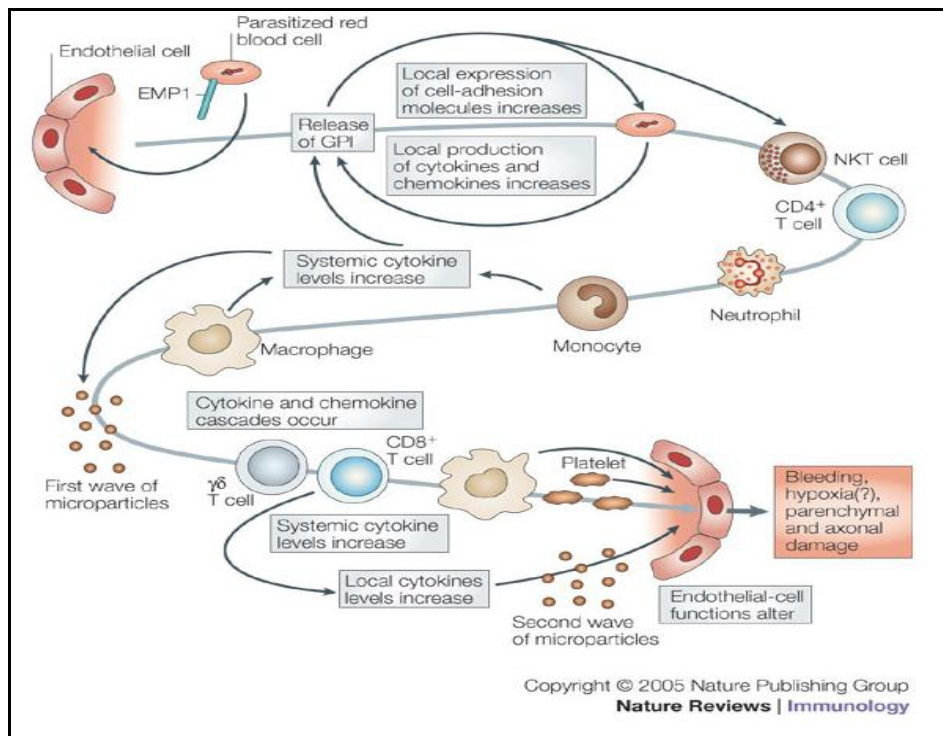 Parasitized red
blood cell
Endothelial cell
EMP1
Local expression
of cell-adhesion
molecules increases
Release
of GPI
Local production
of cytokines and
chemokines increases
NKT cell
CD4+
T cell
Systemic cytokine
levels increase
Neutrophil
Monocyte
Macrophage
Cytokine and chemokine
cascades occur
CD8+
T cell
Platelet
First wave of
microparticles
γδ
T cell
Bleeding,
hypoxia(?),
parenchymal
and axonal
damage
Systemic cytokine
levels increase
Local cytokines
levels increase
Endothelial-cell
functions alter
Second wave
of microparticles
Copyright © 2005 Nature Publishing Group
Nature Reviews | Immunology